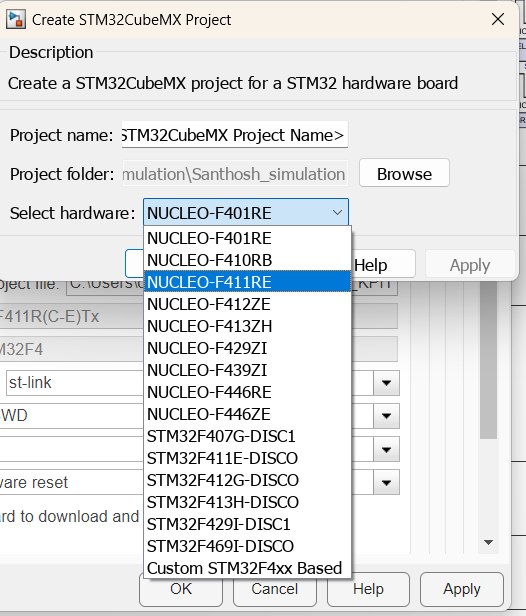 Create STM32CubeMX Project
Description
Create a STM32CubeMX project for a STM32 hardware board
Project name: STM32CubeMX Project Name>
Project folder: mulation\Santhosh_simulation Browse
Select hardware: NUCLEO-F401RE
NUCLEO-F401RE
NUCLEO-F410RB
Help Apply
NUCLEO-F411RE
oject file: C:\Users\ _KPIT
NUCLEO-F412ZE
F411R(C-E)Tx
NUCLEO-F413ZH
NUCLEO-F429ZI
M32F4
NUCLEO-F439ZI
st-link
NUCLEO-F446RE
NUCLEO-F446ZE
WD
STM32F407G-DISC1
STM32F411E-DISCO
STM32F412G-DISCO
ware reset
STM32F413H-DISCO
ard to download and
STM32F429I-DISC1
STM32F469I-DISCO
Custom STM32F4xx Based
OK Cancel Help Apply